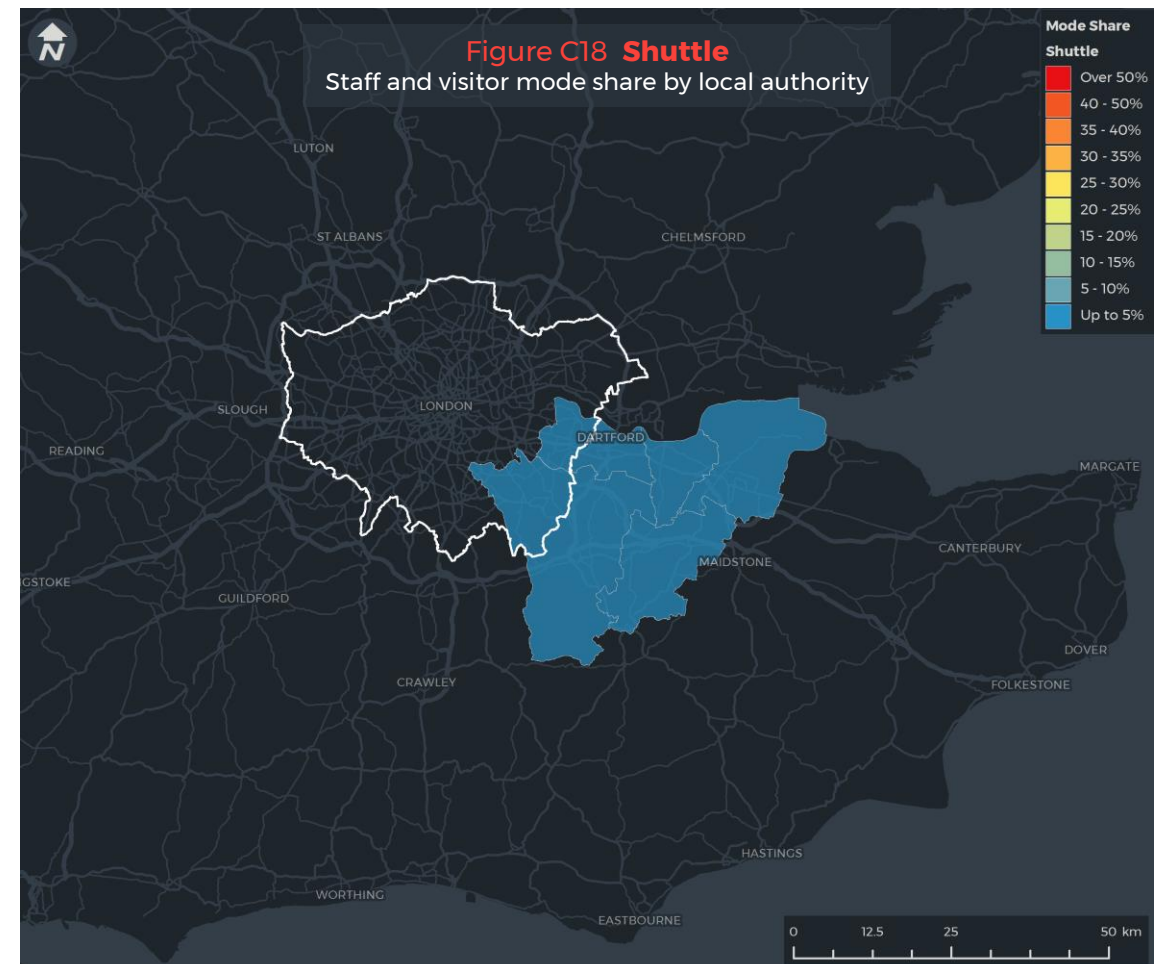 N
Figure C18 Shuttle
Staff and visitor mode share by local authority
Mode Share
Shuttle
Over 50%
40 - 50%
35 - 40%
30 - 35%
25 - 30%
20 - 25%
15 - 20%
10 - 15%
5 - 10%
Up to 5%
LUTON
ST ALBANS
CHELMSFORD
SLOUGH
LONDON
DARTFORD
READING
MARGATE
CANTERBURY
MAIDSTONE
GSTOKE
GUILDFORD
DOVER
CRAWLEY
FOLKESTONE
HASTINGS
WORTHING
EASTBOURNE
0 12.5 25 50 km